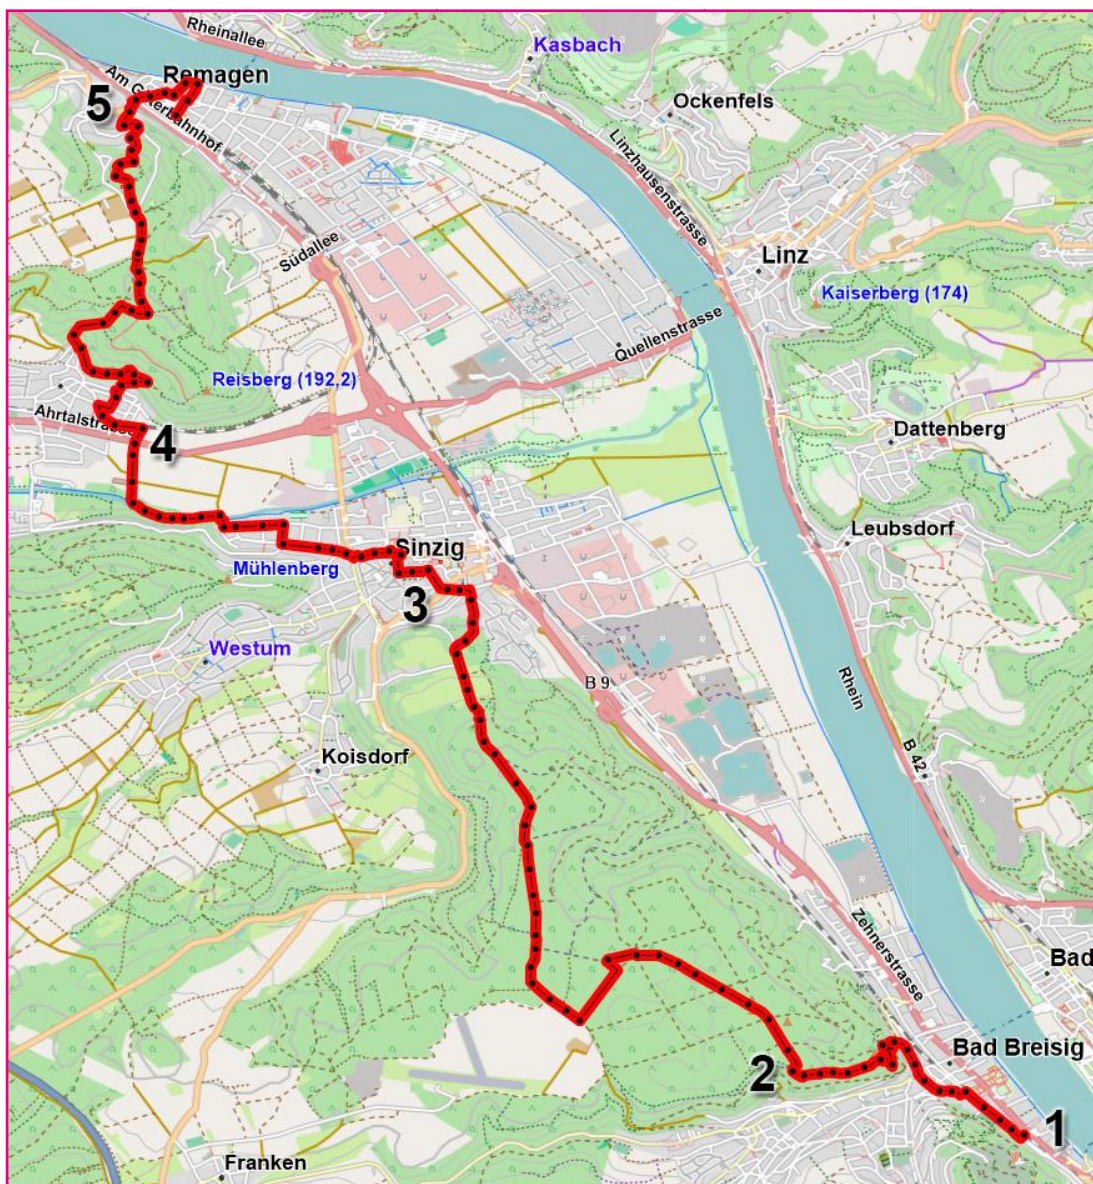 Rheinallee
Kasbach
Remagen
Am Güterbahnhof
5
Ockenfels
Linzhausenstrasse
Südallee
Linz
Kaiserberg (174)
Quellenstrasse
Reisberg (192,2)
Ahrtalstrasse
4
Dattenberg
Leubsdorf
Sinzig
Mühlenberg
3
Westum
Rhein
B 9
Koisdorf
B 42
Zehnerstrasse
Bad
Bad Breisig
2
1
Franken